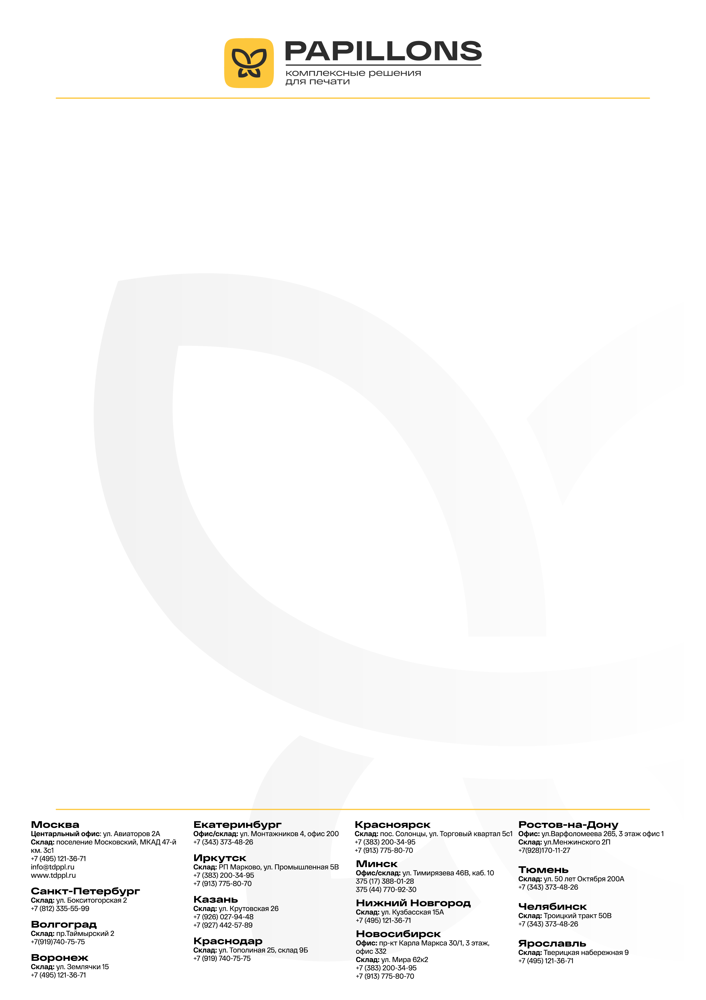 PAPILLONS
комплексные решения
для печати
Москва
Центарльный офис: ул. Авиаторов 2А
Склад: поселение Московский, МКАД 47-й
км. 3с1
+7 (495) 121-36-71
info@tdppl.ru
www.tdppl.ru
Санкт-Петербург
Склад: ул. Бокситогорская 2
+7 (812) 335-55-99
Волгоград
Склад: пр.Таймырский 2
+7(919)740-75-75
Воронеж
Склад: ул. Землячки 15
+7 (495) 121-36-71
Екатеринбург
Офис/склад: ул. Монтажников 4, офис 200
+7 (343) 373-48-26
Иркутск
Склад: РП Марково, ул. Промышленная 5В
+7 (383) 200-34-95
+7 (913) 775-80-70
Казань
Склад: ул. Крутовская 26
+7 (926) 027-94-48
+7 (927) 442-57-89
Краснодар
Склад: ул. Тополиная 25, склад 9Б
+7 (919) 740-75-75
Красноярск
Склад: пос. Солонцы, ул. Торговый квартал 5с1
+7 (383) 200-34-95
+7 (913) 775-80-70
Минск
Офис/склад: ул. Тимирязева 46В, каб. 10
375 (17) 388-01-28
375 (44) 770-92-30
Нижний Новгород
Склад: ул. Кузбасская 15А
+7 (495) 121-36-71
Новосибирск
Офис: пр-кт Карла Маркса 30/1, 3 этаж,
офис 332
Склад: ул. Мира 62к2
+7 (383) 200-34-95
+7 (913) 775-80-70
Ростов-на-Дону
Офис: ул.Варфоломеева 265, 3 этаж офис 1
Склад: ул.Менжинского 2П
+7(928)170-11-27
Тюмень
Склад: ул. 50 лет Октября 200А
+7 (343) 373-48-26
Челябинск
Склад: Троицкий тракт 50В
+7 (343) 373-48-26
Ярославль
Склад: Тверицкая набережная 9
+7 (495) 121-36-71